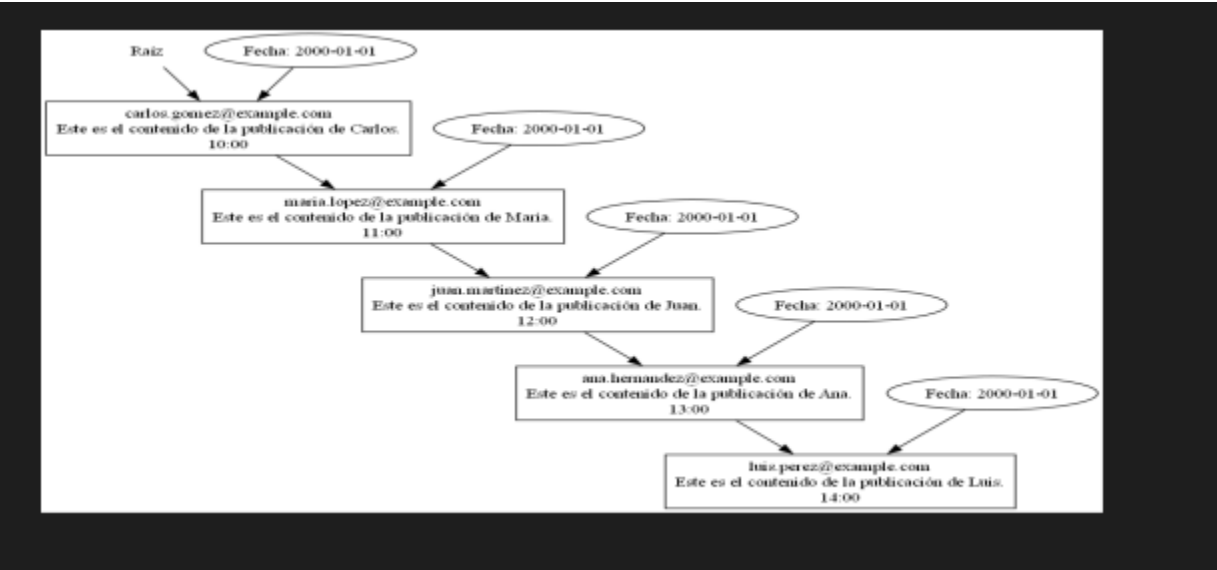 Raiz
Fecha: 2000-01-01
carlos.gomez@example.com
Este es el contenido de la publicación de Carlos.
10:00
Fecha: 2000-01-01
maria.lopez@example.com
Este es el contenido de la publicación de Maria.
11:00
Fecha: 2000-01-01
juan.martinez@example.com
Este es el contenido de la publicación de Juan.
12:00
Fecha: 2000-01-01
ana.hernandez@example.com
Este es el contenido de la publicación de Ana.
13:00
Fecha: 2000-01-01
luis.perez@example.com
Este es el contenido de la publicación de Luis.
14:00